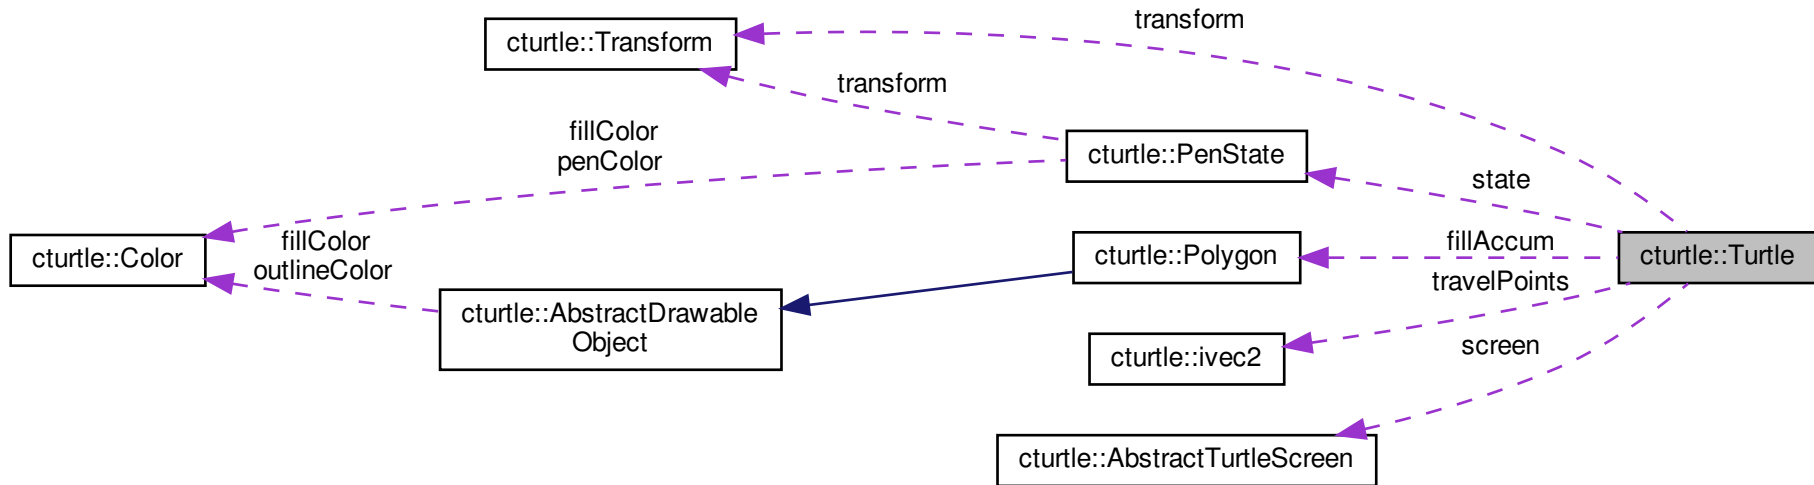 transform
cturtle::Transform
transform
fillColor
penColor
cturtle::PenState
state
cturtle::Color
fillColor
outlineColor
cturtle::Polygon
fillAccum
cturtle::Turtle
travelPoints
cturtle::AbstractDrawable
Object
cturtle::ivec2
screen
cturtle::AbstractTurtleScreen